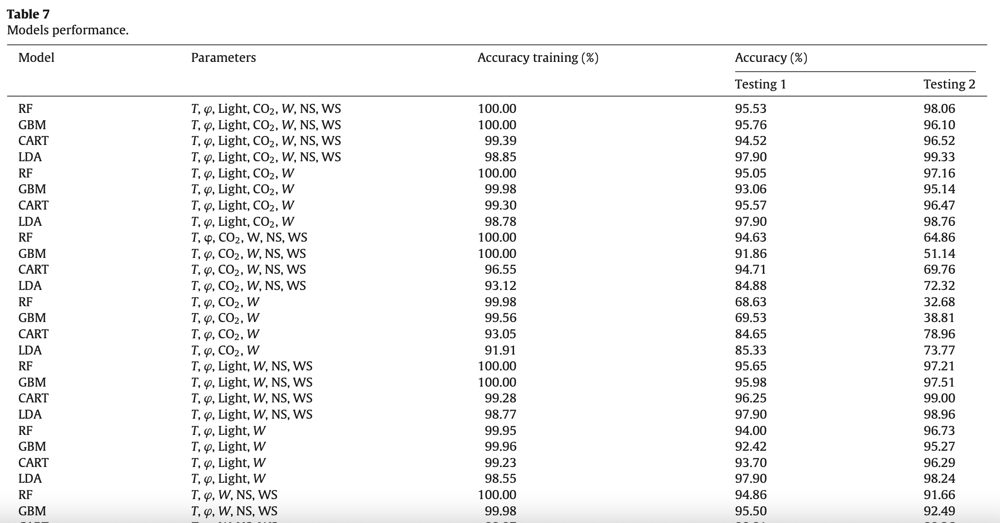 Table 7
Models performance.
Model Parameters Accuracy training (%) Accuracy (%)
Testing 1 Testing 2
RF T, φ, Light, CO₂, W, NS, WS 100.00 95.53 98.06
GBM T, φ, Light, CO₂, W, NS, WS 100.00 95.76 96.10
CART T, φ, Light, CO₂, W, NS, WS 99.39 94.52 96.52
LDA T, φ, Light, CO₂, W, NS, WS 98.85 97.90 99.33
RF T, φ, Light, CO₂, W 100.00 95.05 97.16
GBM T, φ, Light, CO₂, W 99.98 93.06 95.14
CART T, φ, Light, CO₂, W 99.30 95.57 96.47
LDA T, φ, Light, CO₂, W 98.78 97.90 98.76
RF T, φ, CO₂, W, NS, WS 100.00 94.63 64.86
GBM T, φ, CO₂, W, NS, WS 100.00 91.86 51.14
CART T, φ, CO₂, W, NS, WS 96.55 94.71 69.76
LDA T, φ, CO₂, W, NS, WS 93.12 84.88 72.32
RF T, φ, CO₂, W 99.98 68.63 32.68
GBM T, φ, CO₂, W 99.56 69.53 38.81
CART T, φ, CO₂, W 93.05 84.65 78.96
LDA T, φ, CO₂, W 91.91 85.33 73.77
RF T, φ, Light, W, NS, WS 100.00 95.65 97.21
GBM T, φ, Light, W, NS, WS 100.00 95.98 97.51
CART T, φ, Light, W, NS, WS 99.28 96.25 99.00
LDA T, φ, Light, W, NS, WS 98.77 97.90 98.96
RF T, φ, Light, W 99.95 94.00 96.73
GBM T, φ, Light, W 99.96 92.42 95.27
CART T, φ, Light, W 99.23 93.70 96.29
LDA T, φ, Light, W 98.55 97.90 98.24
RF T, φ, W, NS, WS 100.00 94.86 91.66
GBM T, φ, W, NS, WS 99.98 95.50 92.49